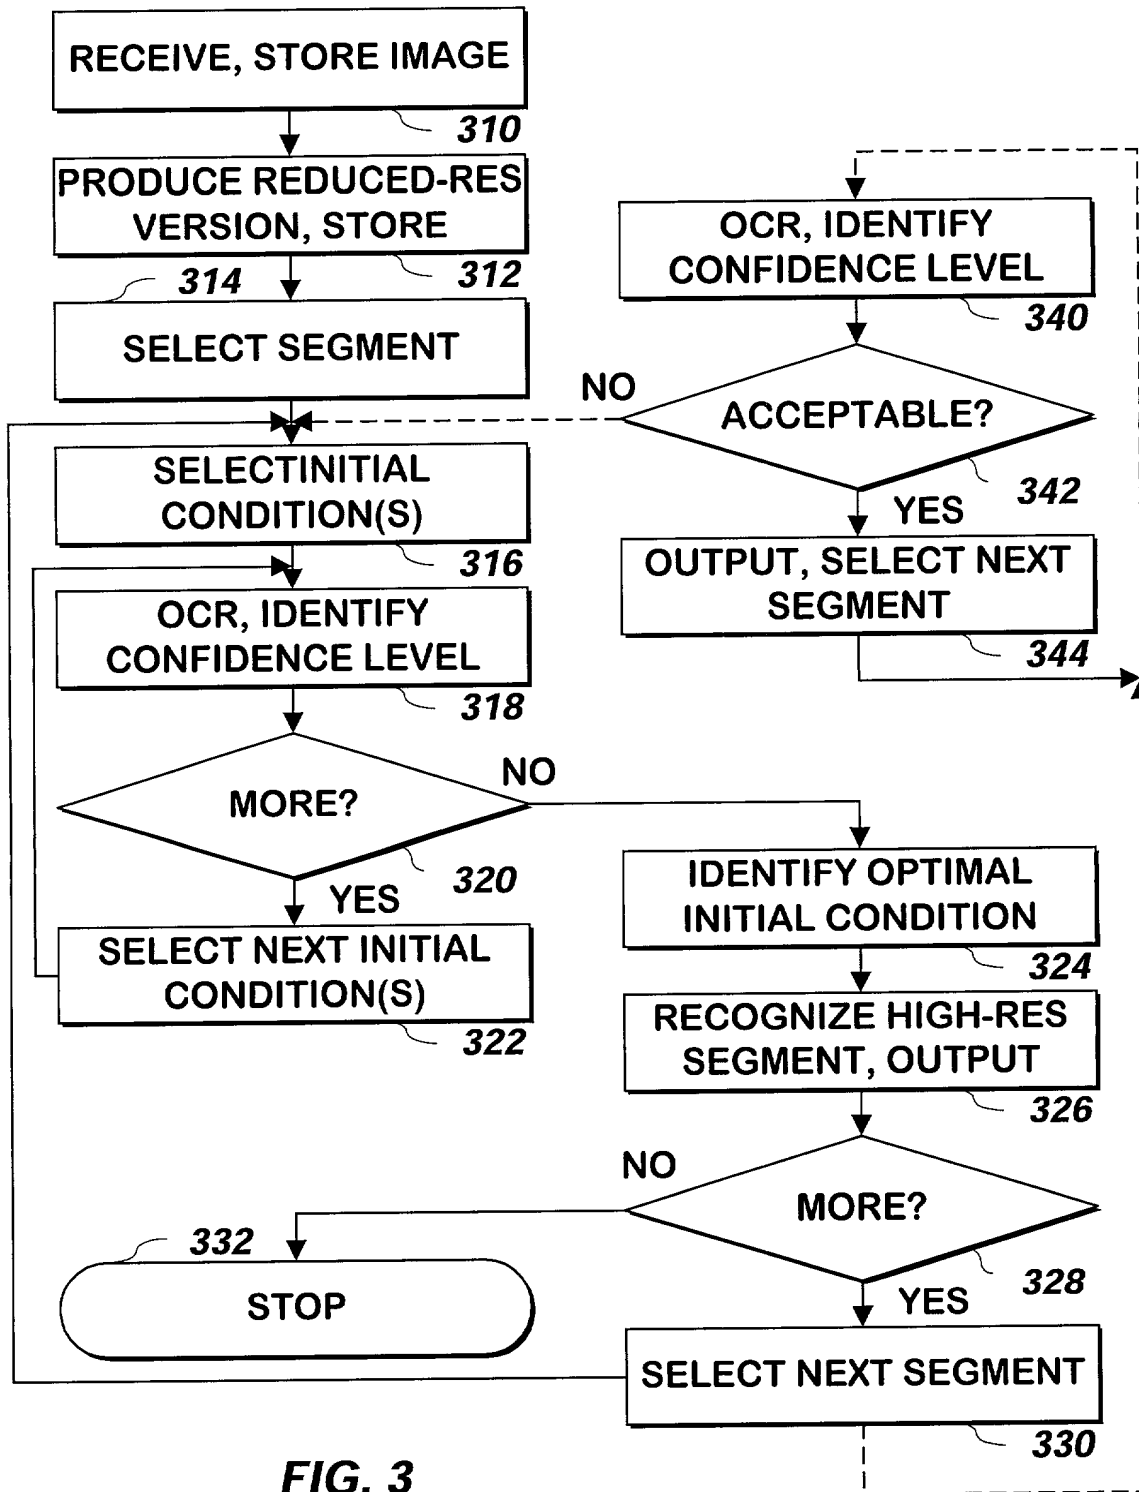 RECEIVE, STORE IMAGE
310
PRODUCE REDUCED-RES
VERSION, STORE
312
314
SELECT SEGMENT
SELECTINITIAL
CONDITION(S)
316
OCR, IDENTIFY
CONFIDENCE LEVEL
318
MORE?
NO
320
YES
SELECT NEXT INITIAL
CONDITION(S)
322
OCR, IDENTIFY
CONFIDENCE LEVEL
340
NO
ACCEPTABLE?
342
YES
OUTPUT, SELECT NEXT
SEGMENT
344
IDENTIFY OPTIMAL
INITIAL CONDITION
324
RECOGNIZE HIGH-RES
SEGMENT, OUTPUT
326
NO
MORE?
328
YES
332
STOP
SELECT NEXT SEGMENT
330
FIG. 3